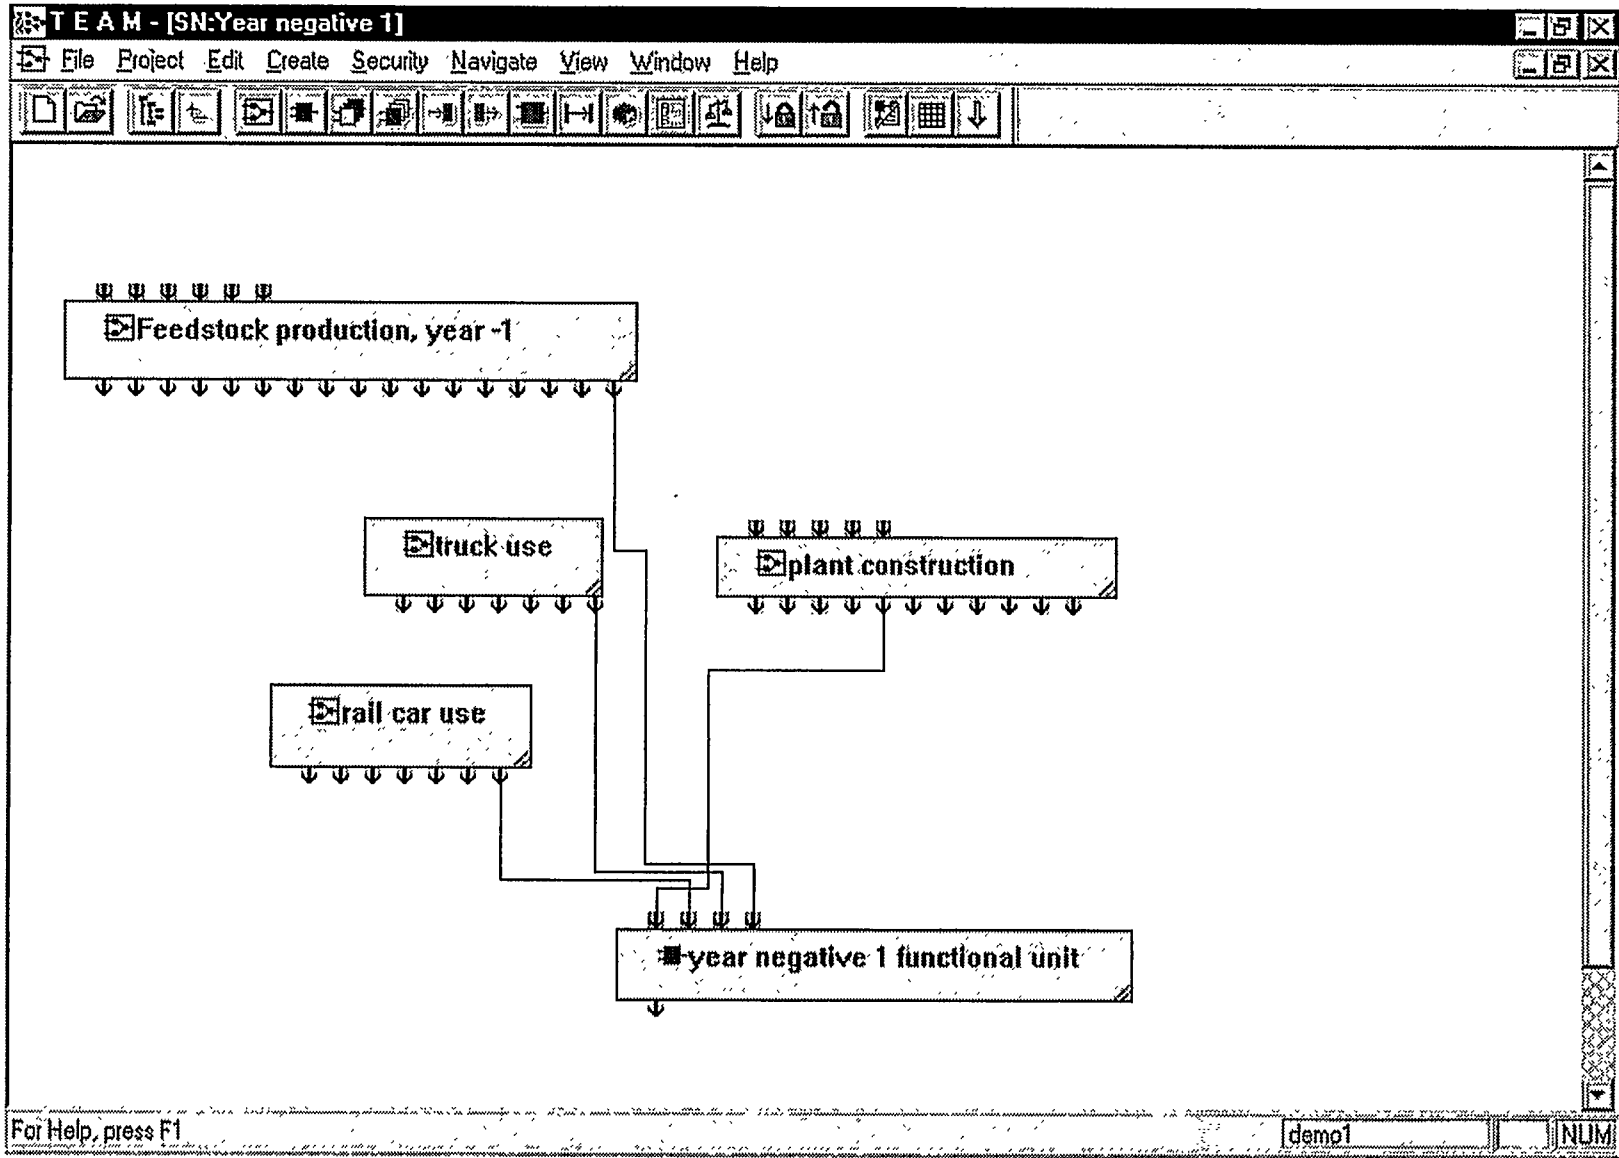 T E A M - [SN:Year negative 1]
File Project Edit Create Security Navigate View Window Help
Feedstock production, year -1
truck use
plant construction
rail car use
year negative 1 functional unit
For Help, press F1 demo1 NUM